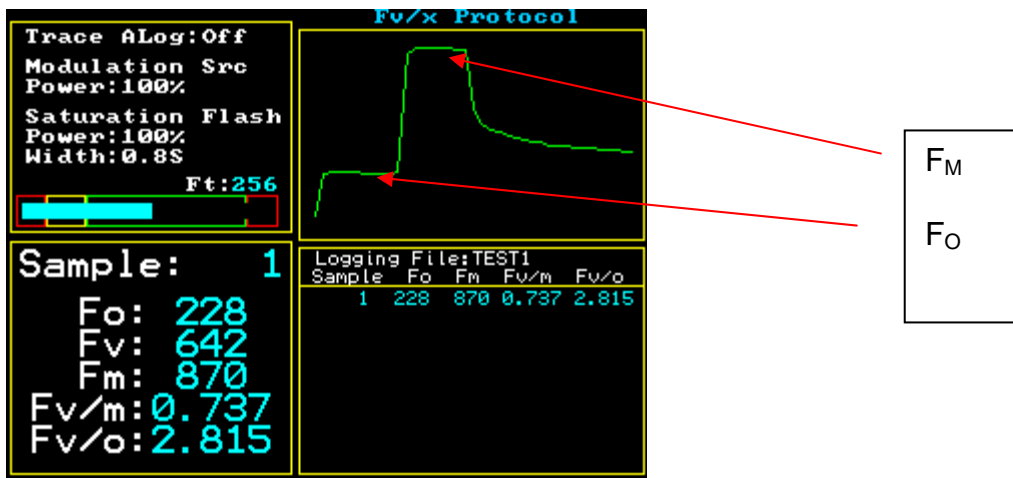 Fv/x Protocol
Trace ALog:Off
Modulation Src
Power:100%
Saturation Flash
Power:100%
Width:0.8S
Ft:256
Sample: 1
Fo: 228
Fv: 642
Fm: 870
Fv/m:0.737
Fv/o:2.815
Logging File:TEST1
Sample Fo Fm Fv/m Fv/o
1 228 870 0.737 2.815
FM
FO